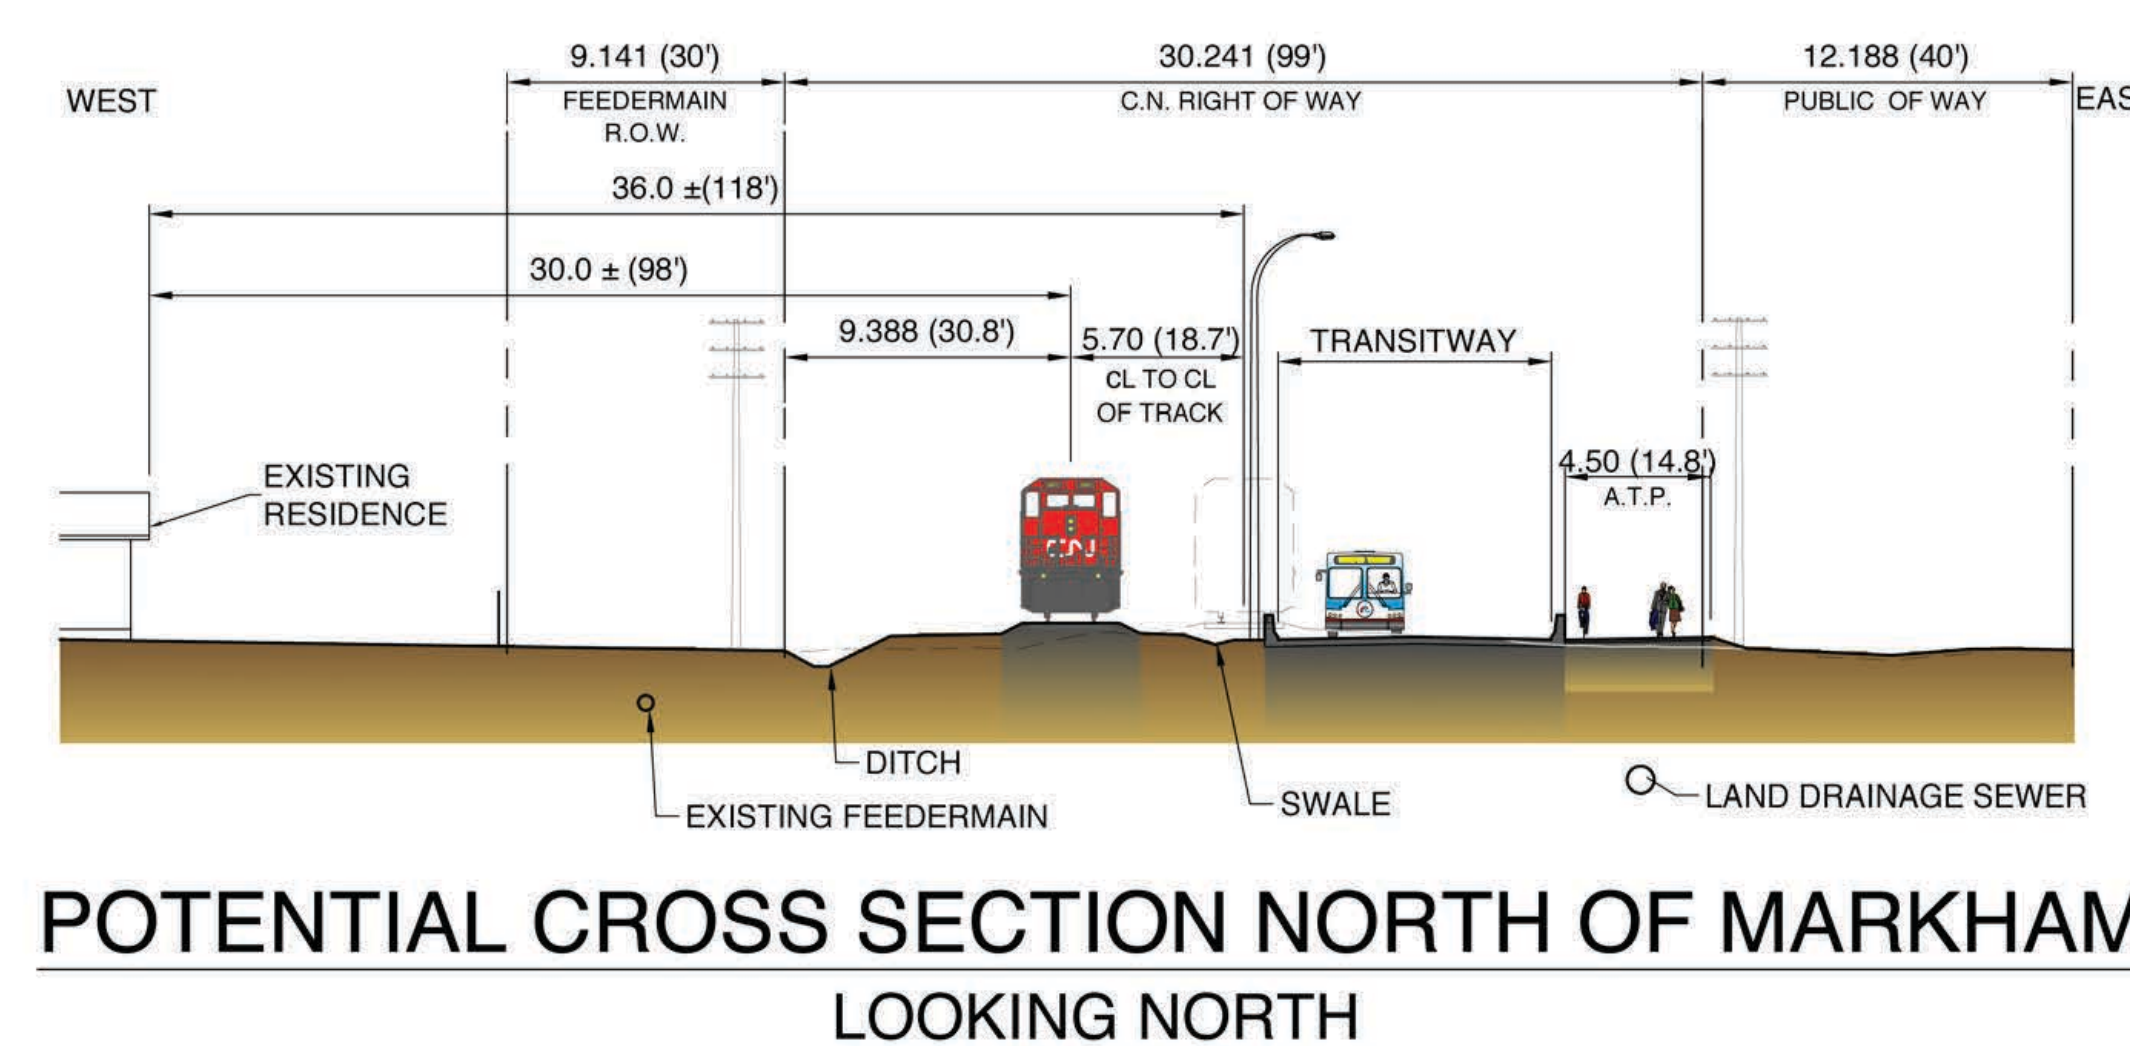 9.141 (30')
30.241 (99')
12.188 (40')
WEST
FEEDERMAIN
R.O.W.
C.N. RIGHT OF WAY
PUBLIC OF WAY
EAS
36.0 ±(118')
30.0 ± (98')
9.388 (30.8')
5.70 (18.7')
CL TO CL
OF TRACK
TRANSITWAY
4.50 (14.8')
A.T.P.
EXISTING
RESIDENCE
CN
DITCH
EXISTING FEEDERMAIN
SWALE
LAND DRAINAGE SEWER
POTENTIAL CROSS SECTION NORTH OF MARKHAM
LOOKING NORTH